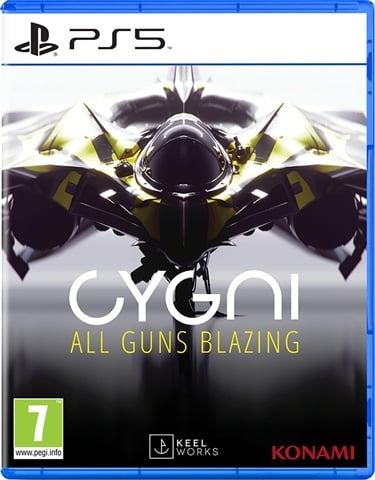 PS5
CYGNI
ALL GUNS BLAZING
7
www.pegi.info
KEEL
WORKS
KONAMI